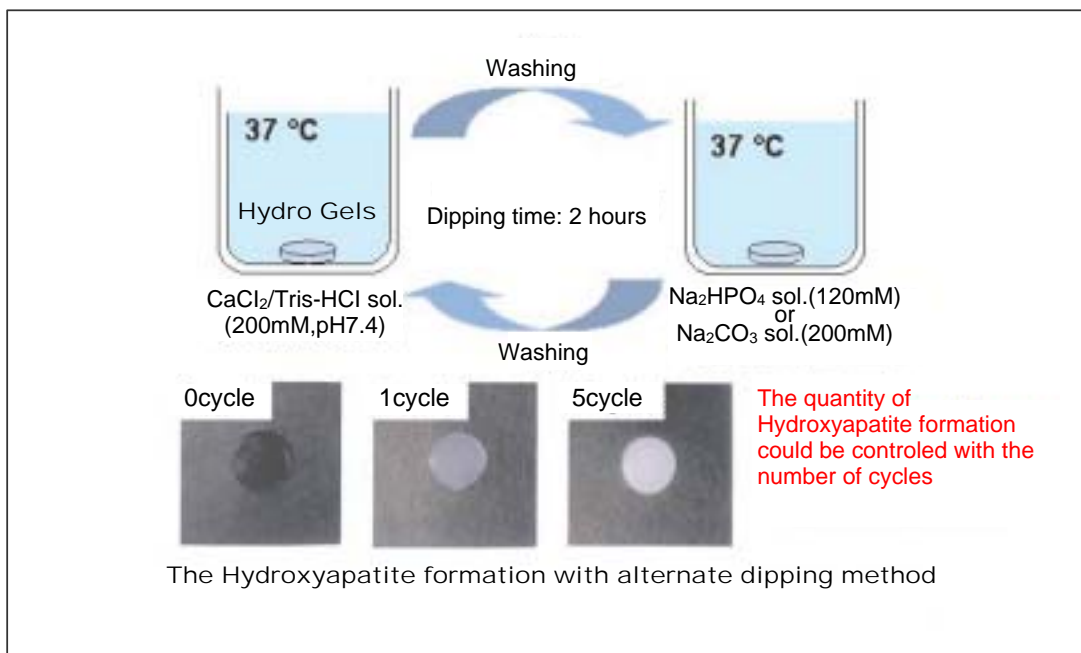 Washing
37 °C
Hydro Gels
37 °C
Dipping time: 2 hours
CaCl₂/Tris-HCl sol.
(200mM,pH7.4)
Na₂HPO₄ sol.(120mM)
or
Na₂CO₃ sol.(200mM)
Washing
0cycle
1cycle
5cycle
The quantity of
Hydroxyapatite formation
could be controled with the
number of cycles
The Hydroxyapatite formation with alternate dipping method